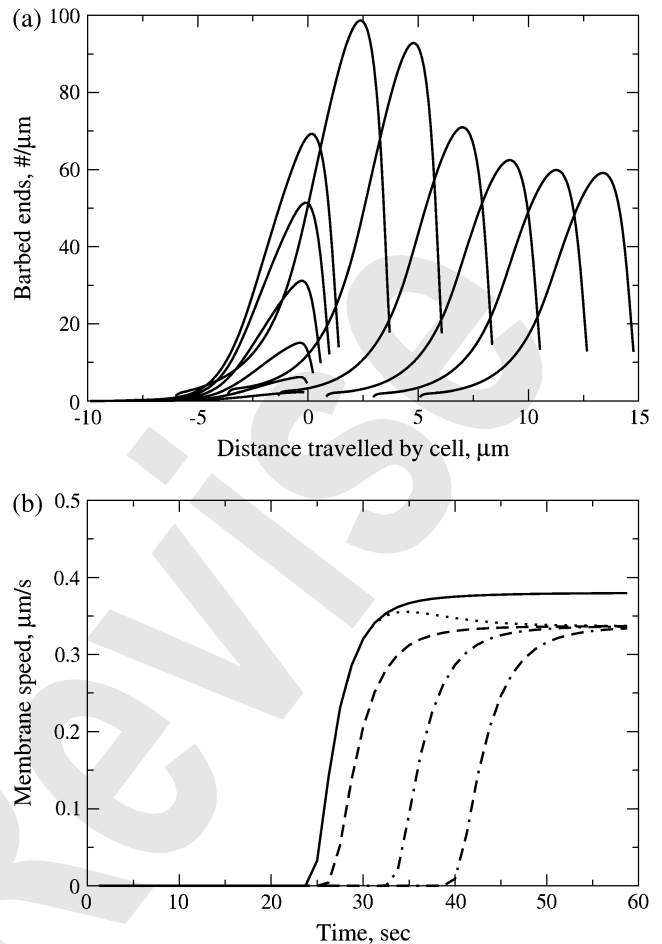 (a)
100
80
60
40
20
0
Barbed ends, #/μm
-10 -5 0 5 10 15
Distance travelled by cell, μm
(b)
0.5
0.4
0.3
0.2
0.1
0
Membrane speed, μm/s
0 10 20 30 40 50 60
Time, sec
Revise